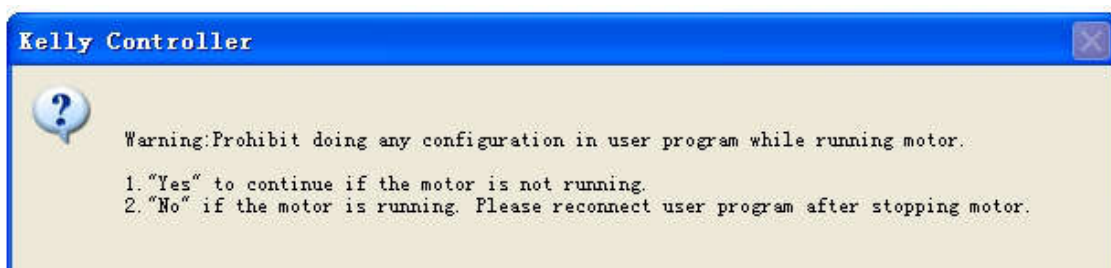 Kelly Controller
Warning:Prohibit doing any configuration in user program while running motor.
1."Yes" to continue if the motor is not running.
2."No" if the motor is running. Please reconnect user program after stopping motor.